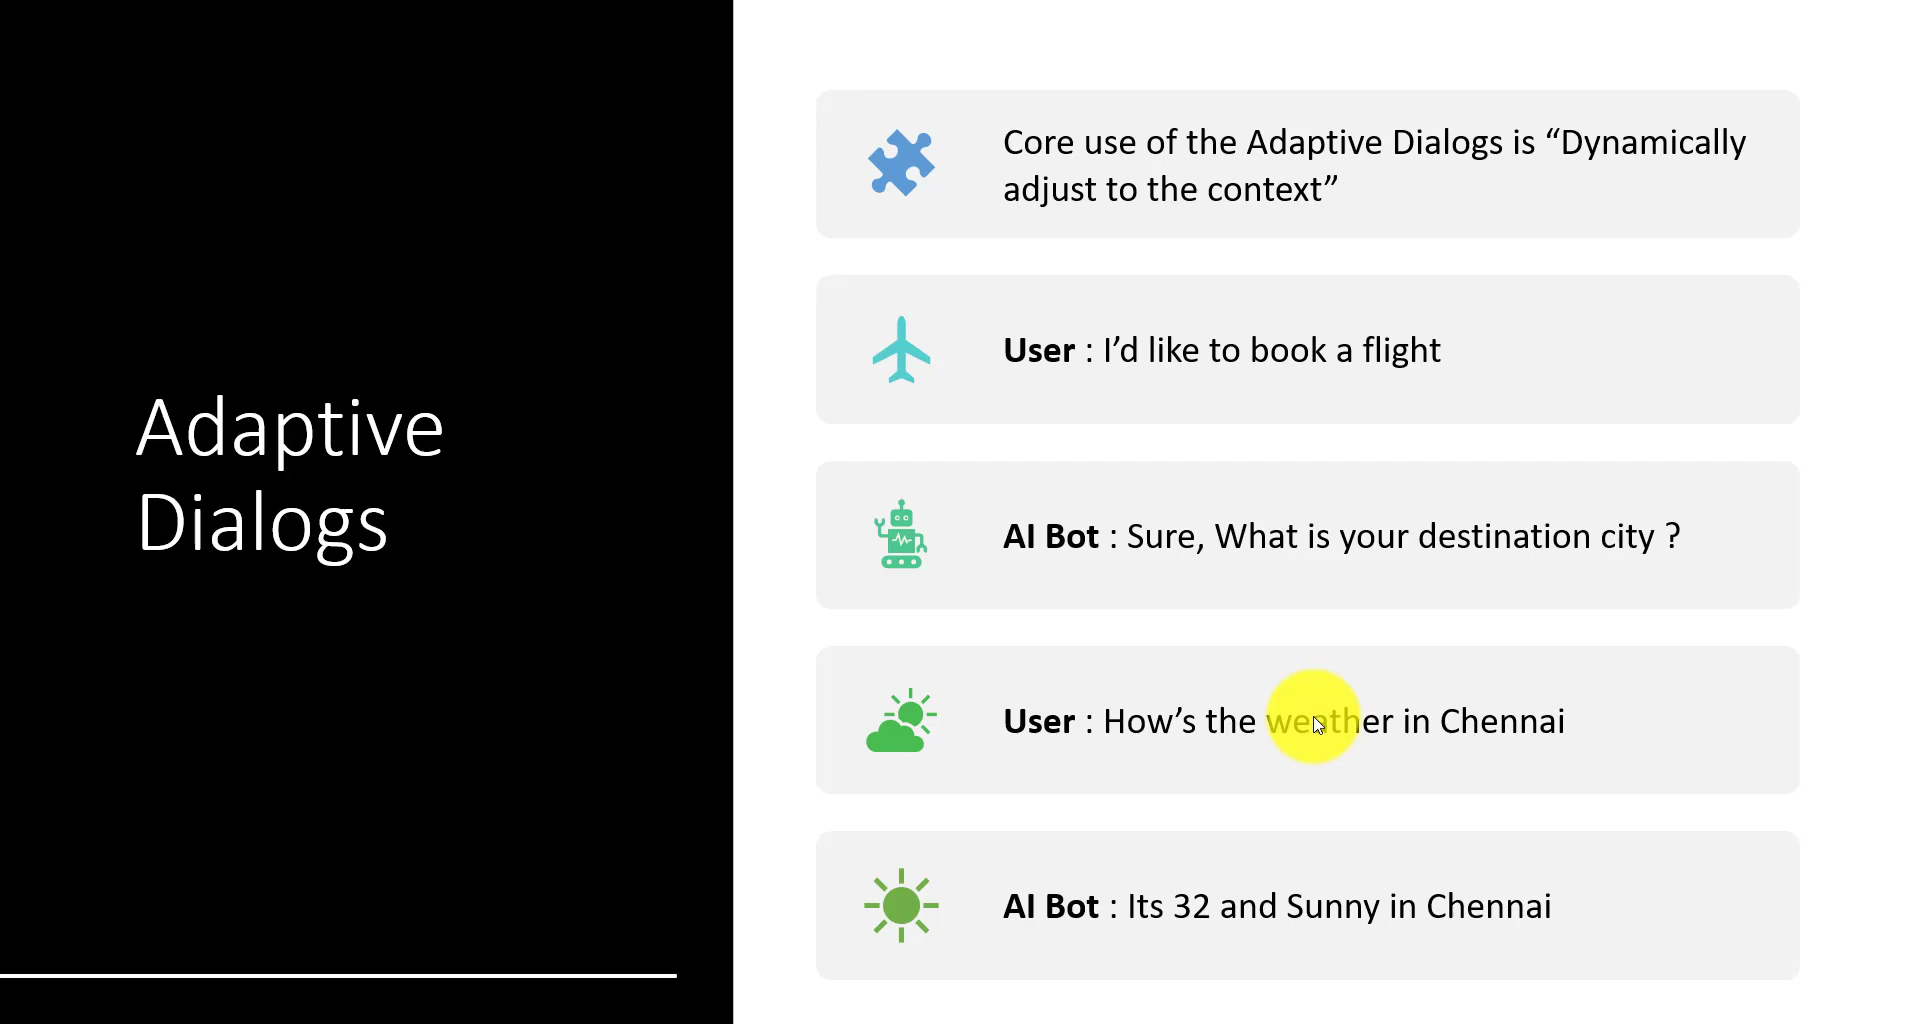 Adaptive
Dialogs
Core use of the Adaptive Dialogs is “Dynamically
adjust to the context”
User : I’d like to book a flight
AI Bot : Sure, What is your destination city ?
User : How’s the weather in Chennai
AI Bot : Its 32 and Sunny in Chennai